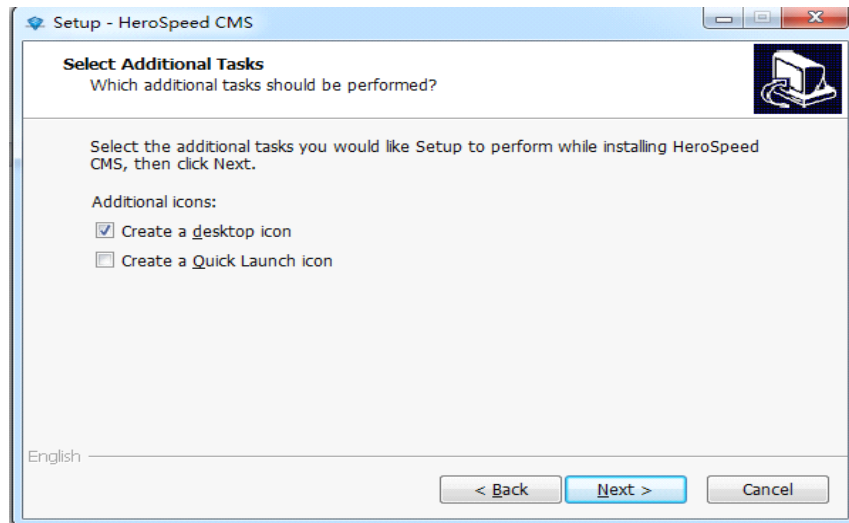 Setup - HeroSpeed CMS
Select Additional Tasks
Which additional tasks should be performed?
Select the additional tasks you would like Setup to perform while installing HeroSpeed
CMS, then click Next.
Additional icons:
Create a desktop icon
Create a Quick Launch icon
English
< Back Next > Cancel